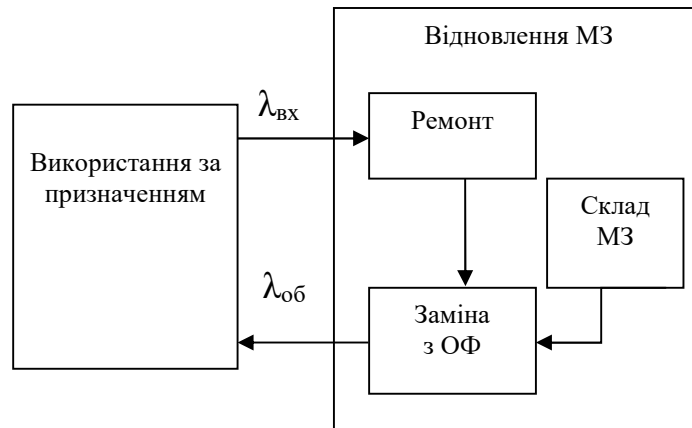 Відновлення МЗ
λвх
Ремонт
Використання за
призначенням
Склад
МЗ
λоб
Заміна
з ОФ